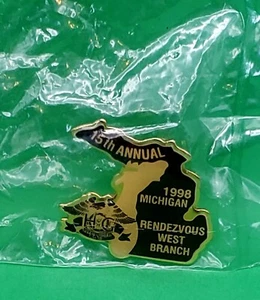 15th ANNUAL
1998
MICHIGAN
RENDEZVOUS
WEST
BRANCH